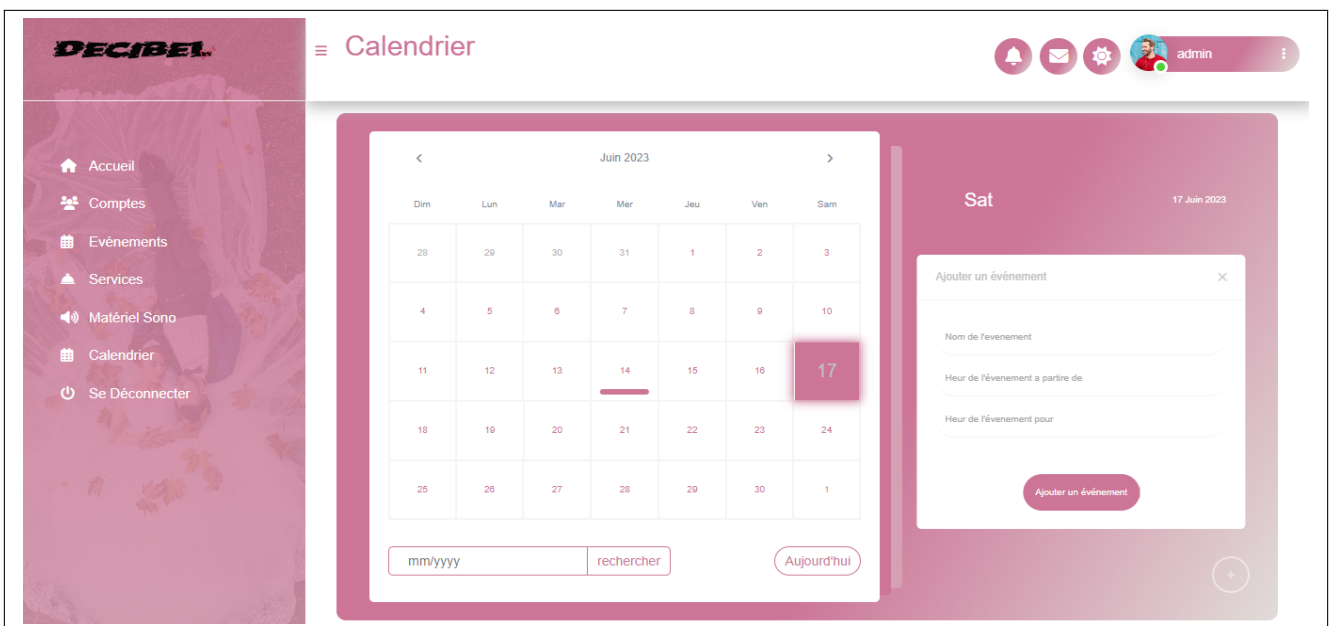 DECIBEL
Calendrier
admin
Accueil
Comptes
Evénements
Services
Matériel Sono
Calendrier
Se Déconnecter
Juin 2023
Dim Lun Mar Mer Jeu Ven Sam
28 29 30 31 1 2 3
4 5 6 7 8 9 10
11 12 13 14 15 16 17
18 19 20 21 22 23 24
25 26 27 28 29 30 1
mm/yyyy rechercher Aujourd'hui
Sat 17 Juin 2023
Ajouter un événement
Nom de l'evenement
Heur de l'évenement a partire de
Heur de l'évenement pour
Ajouter un événement